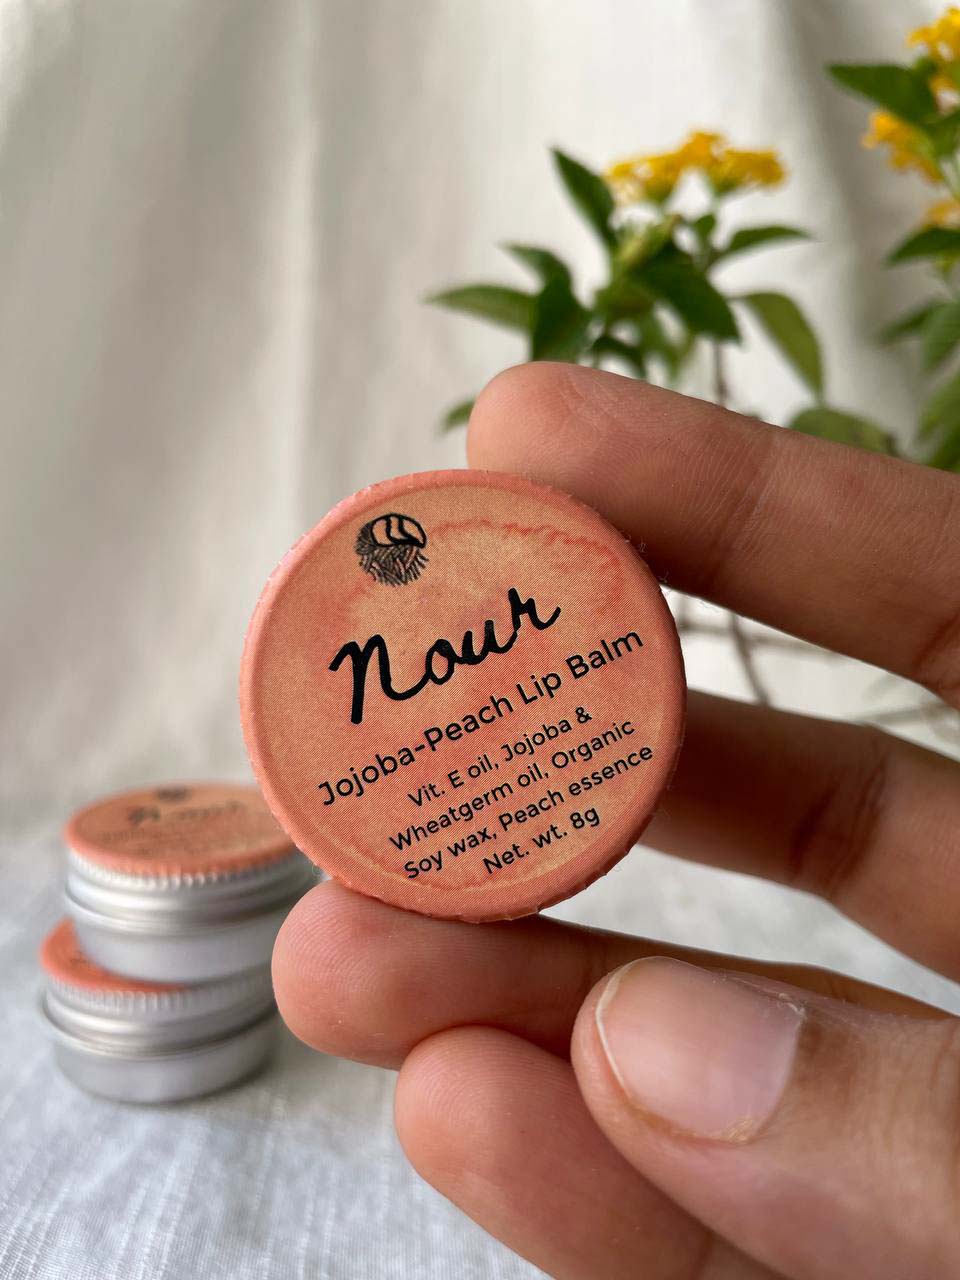 Nour
Jojoba-Peach Lip Balm
Vit. E oil, Jojoba &
Wheatgerm oil, Organic
Soy wax, Peach essence
Net. wt. 8g